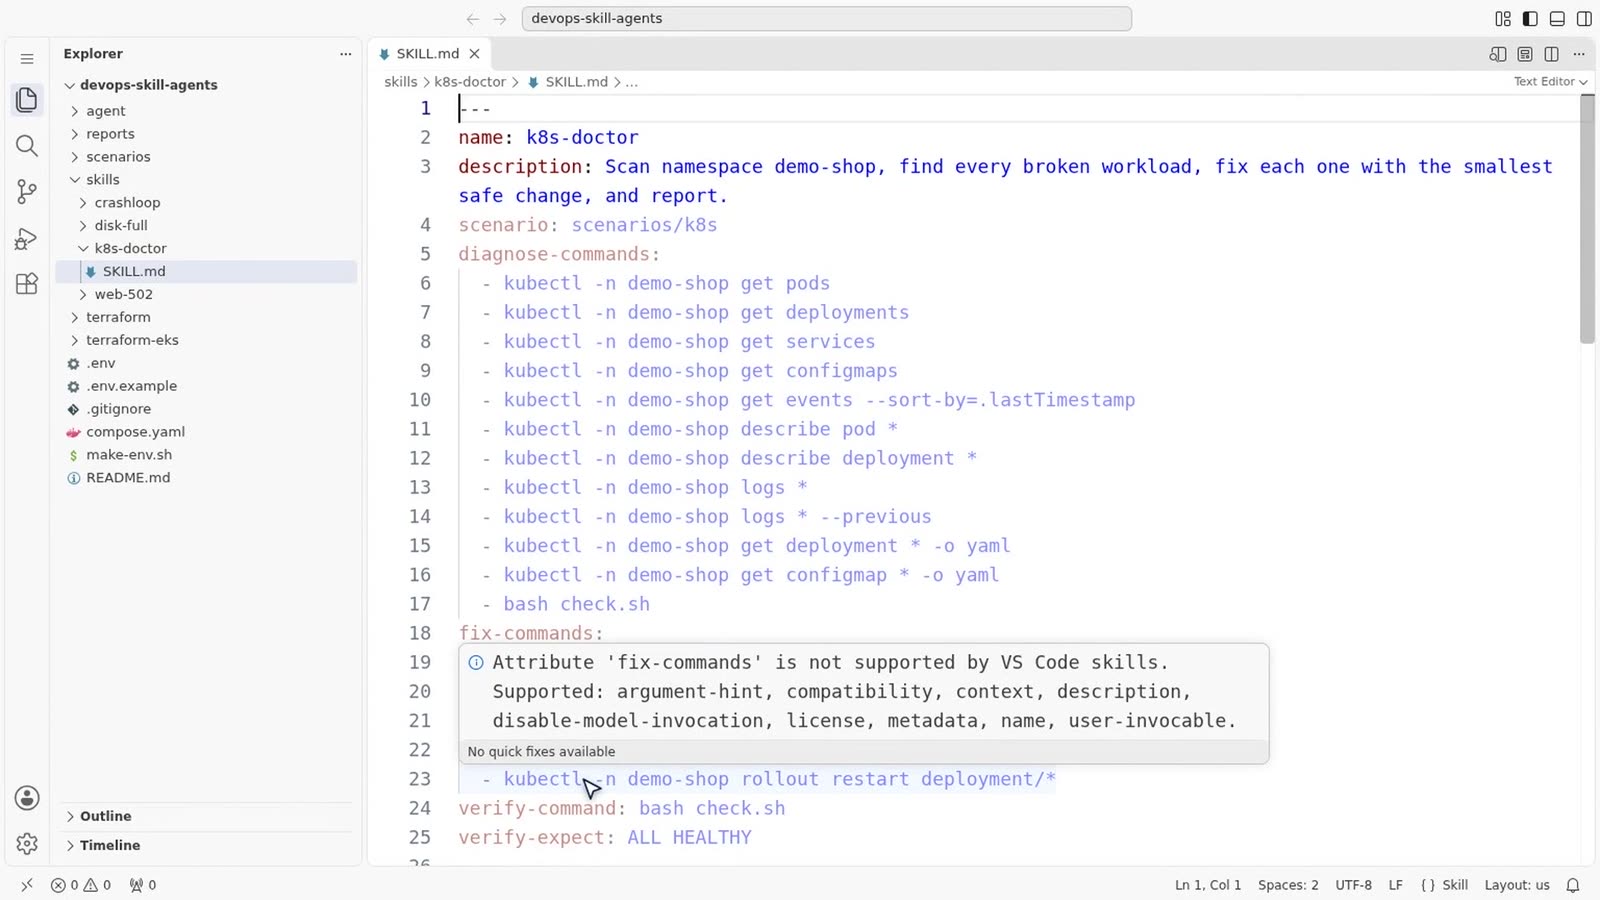 devops-skill-agents
Explorer
devops-skill-agents
agent
reports
scenarios
skills
crashloop
disk-full
k8s-doctor
SKILL.md
web-502
terraform
terraform-eks
.env
.env.example
.gitignore
compose.yaml
$ make-env.sh
README.md
Outline
Timeline
SKILL.md
skills > k8s-doctor > SKILL.md > ...
Text Editor
1 ---
2 name: k8s-doctor
3 description: Scan namespace demo-shop, find every broken workload, fix each one with the smallest
safe change, and report.
4 scenario: scenarios/k8s
5 diagnose-commands:
6 - kubectl -n demo-shop get pods
7 - kubectl -n demo-shop get deployments
8 - kubectl -n demo-shop get services
9 - kubectl -n demo-shop get configmaps
10 - kubectl -n demo-shop get events --sort-by=.lastTimestamp
11 - kubectl -n demo-shop describe pod *
12 - kubectl -n demo-shop describe deployment *
13 - kubectl -n demo-shop logs *
14 - kubectl -n demo-shop logs * --previous
15 - kubectl -n demo-shop get deployment * -o yaml
16 - kubectl -n demo-shop get configmap * -o yaml
17 - bash check.sh
18 fix-commands:
19
Attribute 'fix-commands' is not supported by VS Code skills.
20
Supported: argument-hint, compatibility, context, description,
21
disable-model-invocation, license, metadata, name, user-invocable.
22
No quick fixes available
23 - kubectl -n demo-shop rollout restart deployment/*
24 verify-command: bash check.sh
25 verify-expect: ALL HEALTHY
26
0 0 0
Ln 1, Col 1
Spaces: 2
UTF-8
LF
{ } Skill
Layout: us